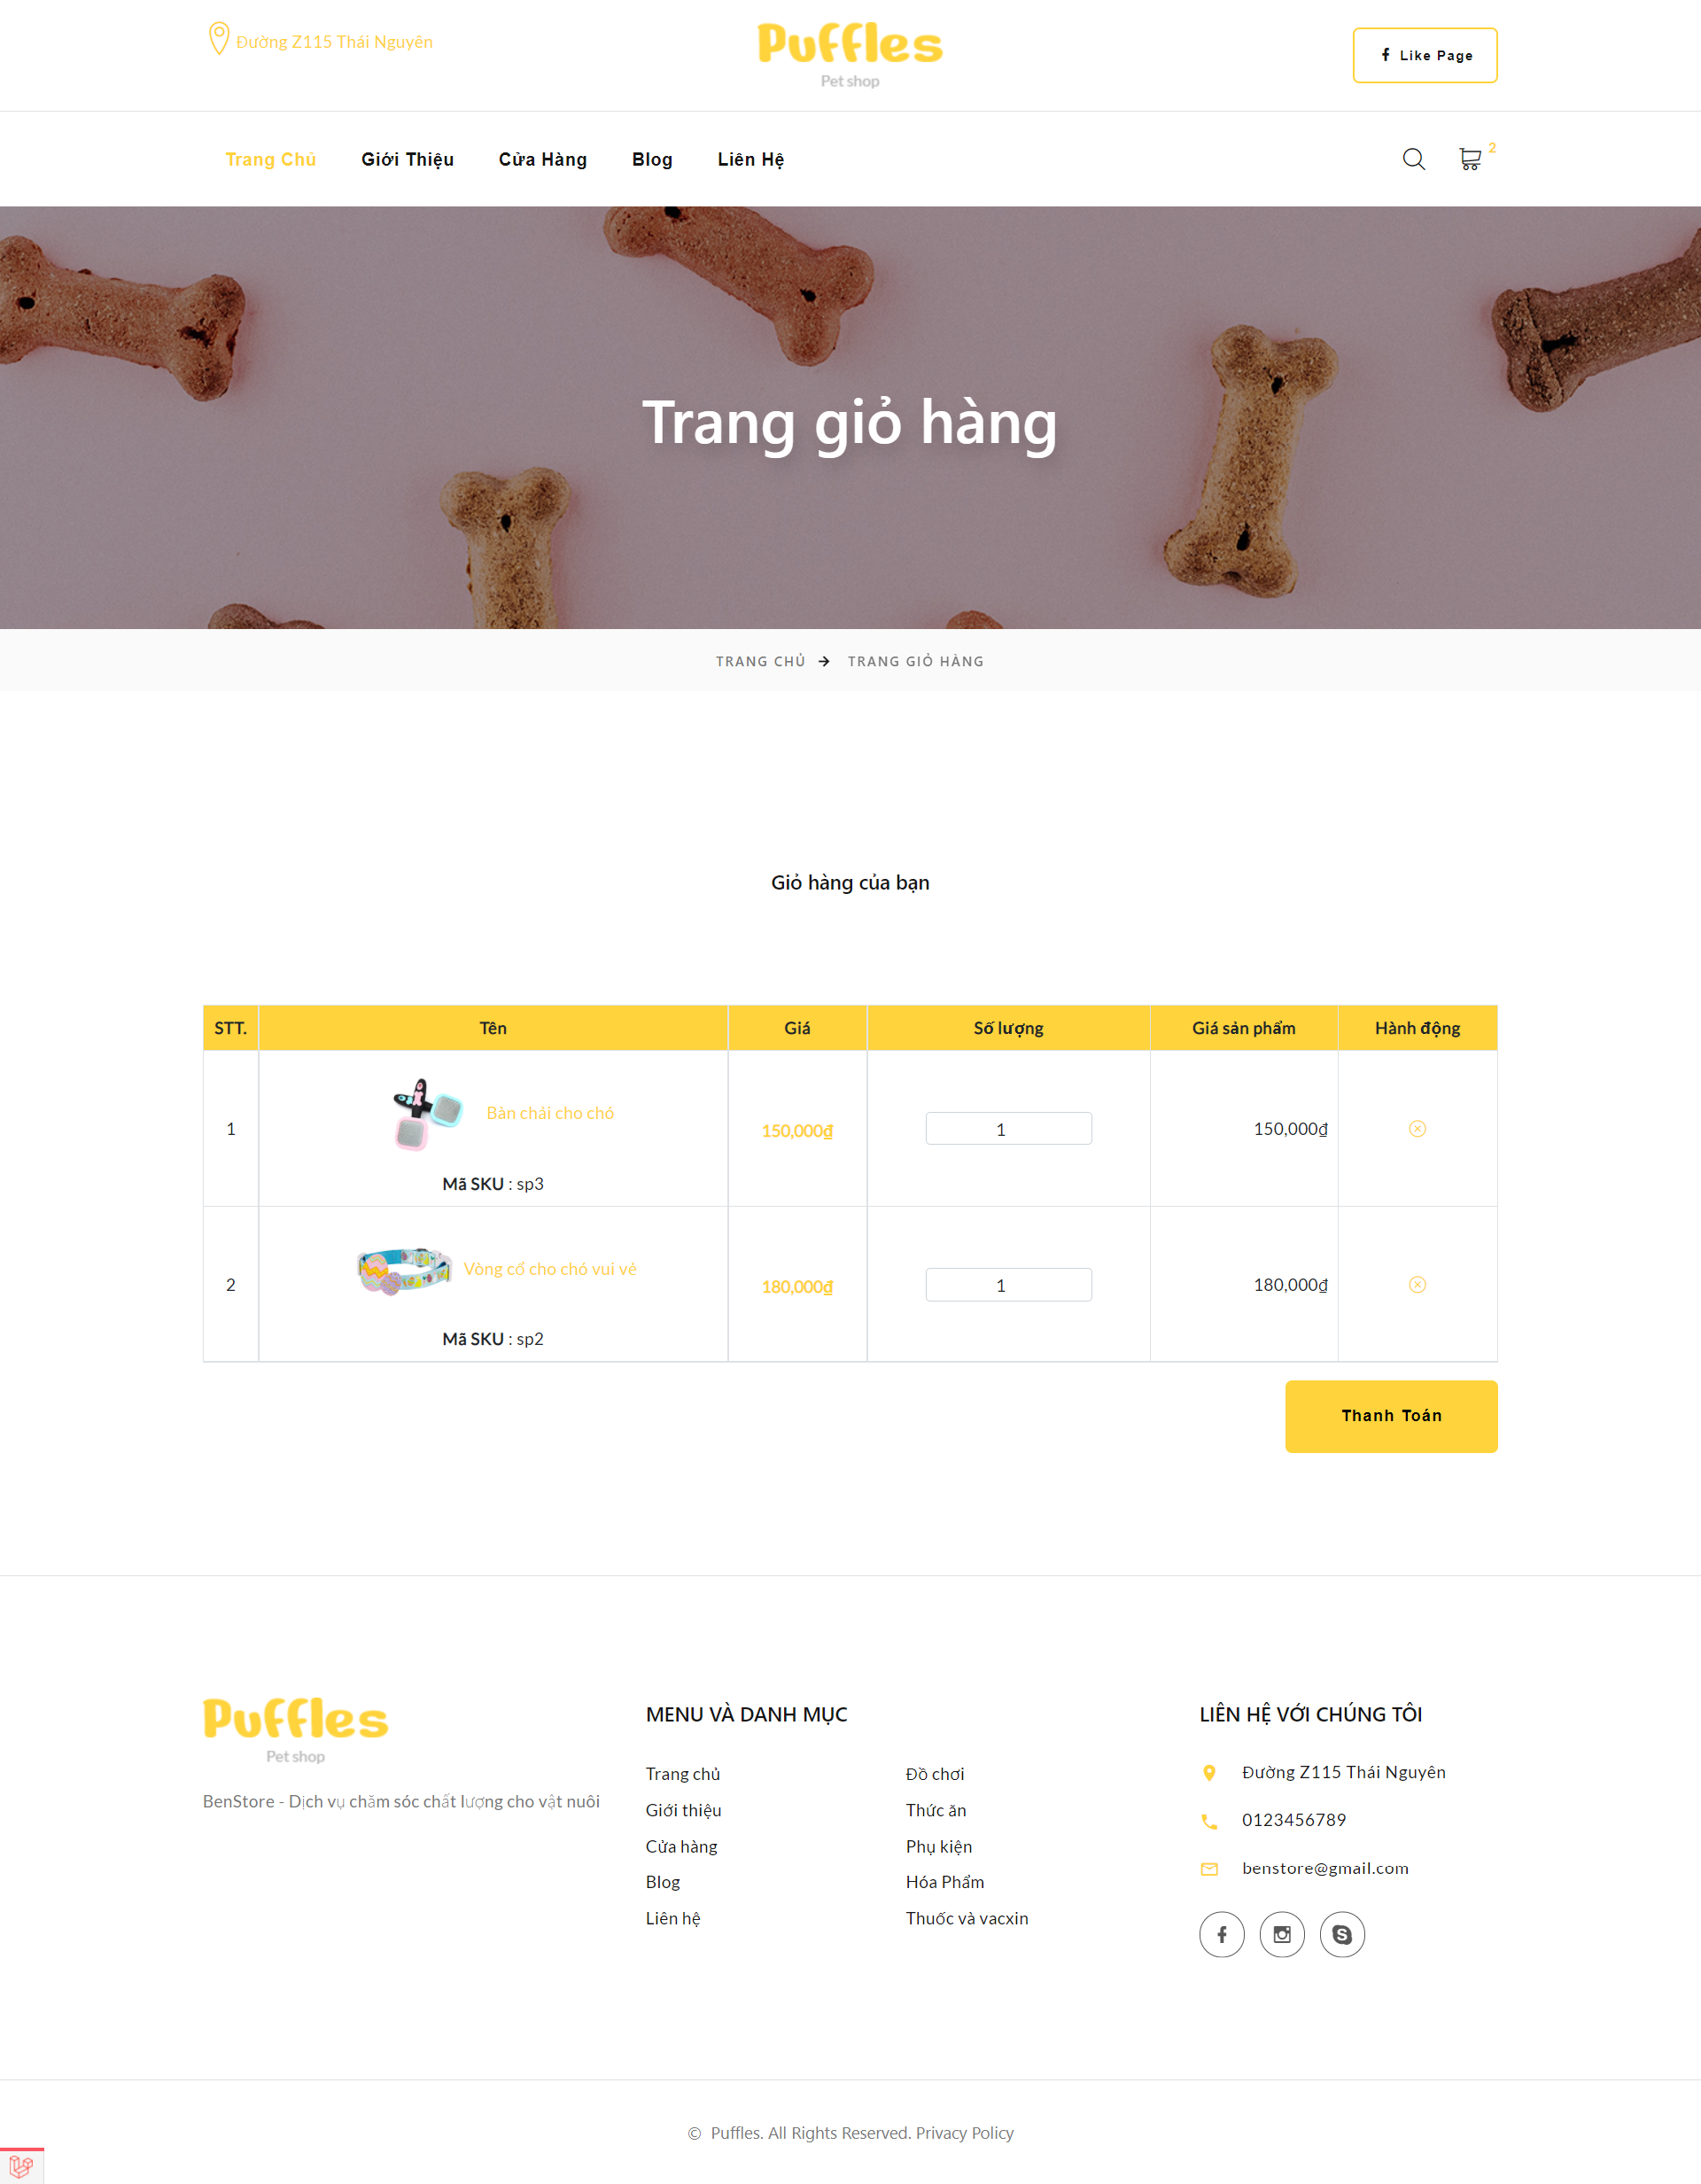 Đường Z115 Thái Nguyên
Puffles
Pet shop
Like Page
Trang Chủ Giới Thiệu Cửa Hàng Blog Liên Hệ 2
Trang giỏ hàng
TRANG CHỦ TRANG GIỎ HÀNG
Giỏ hàng của bạn
STT. Tên Giá Số lượng Giá sản phẩm Hành động
1 Bàn chải cho chó 150,000₫ 1 150,000₫
Mã SKU : sp3
2 Vòng cổ cho chó vui vẻ 180,000₫ 1 180,000₫
Mã SKU : sp2
Thanh Toán
Puffles
Pet shop
BenStore - Dịch vụ chăm sóc chất lượng cho vật nuôi
MENU VÀ DANH MỤC
Trang chủ
Giới thiệu
Cửa hàng
Blog
Liên hệ
Đồ chơi
Thức ăn
Phụ kiện
Hóa Phẩm
Thuốc và vacxin
LIÊN HỆ VỚI CHÚNG TÔI
Đường Z115 Thái Nguyên
0123456789
benstore@gmail.com
© Puffles. All Rights Reserved. Privacy Policy